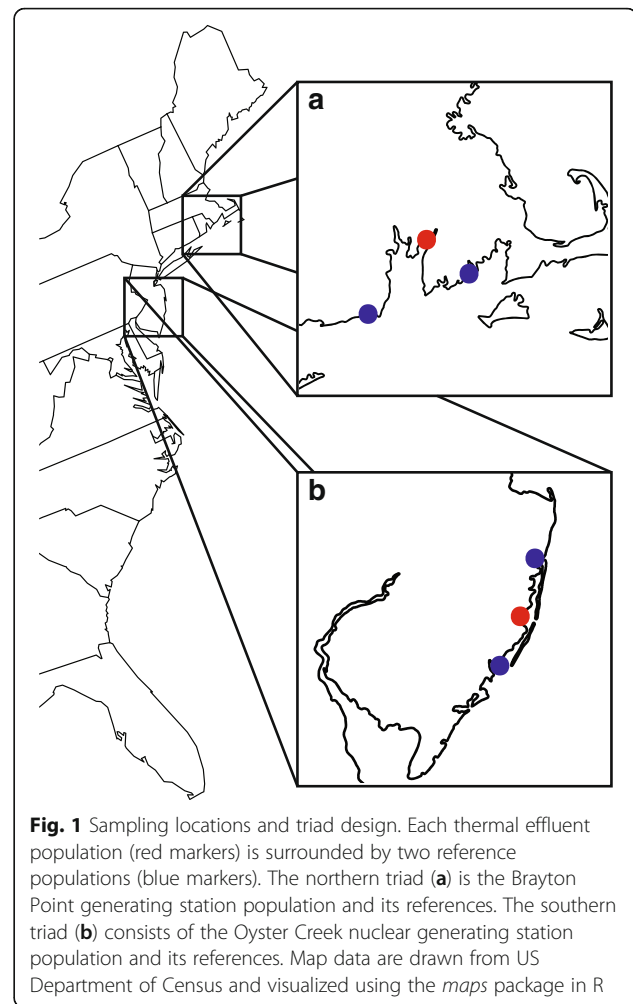 a
b
Fig. 1 Sampling locations and triad design. Each thermal effluent
population (red markers) is surrounded by two reference
populations (blue markers). The northern triad (a) is the Brayton
Point generating station population and its references. The southern
triad (b) consists of the Oyster Creek nuclear generating station
population and its references. Map data are drawn from US
Department of Census and visualized using the maps package in R